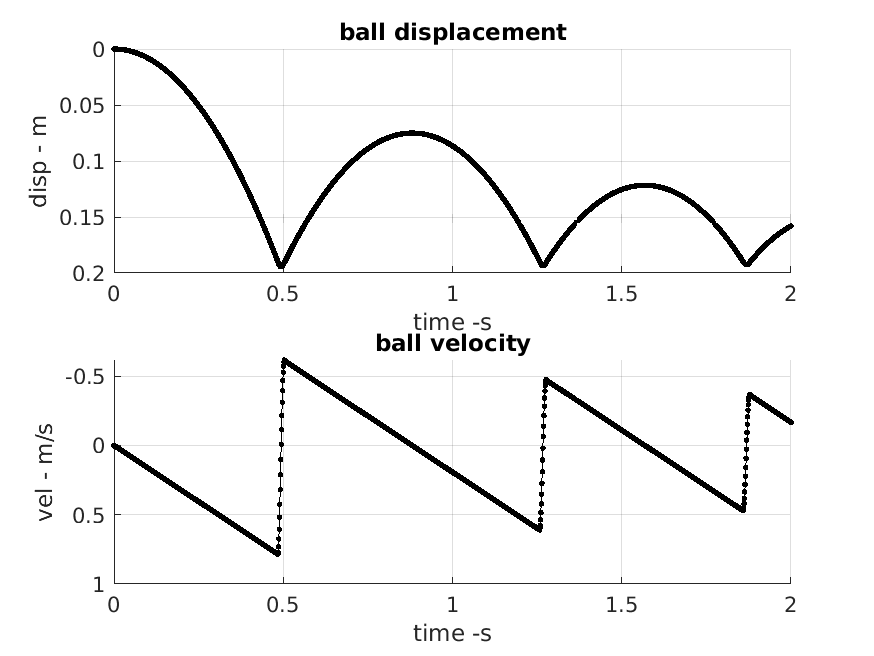 ball displacement
disp - m
0
0.05
0.1
0.15
0.2
0 0.5 1 1.5 2
time -s
ball velocity
vel - m/s
-0.5
0
0.5
1
0 0.5 1 1.5 2
time -s